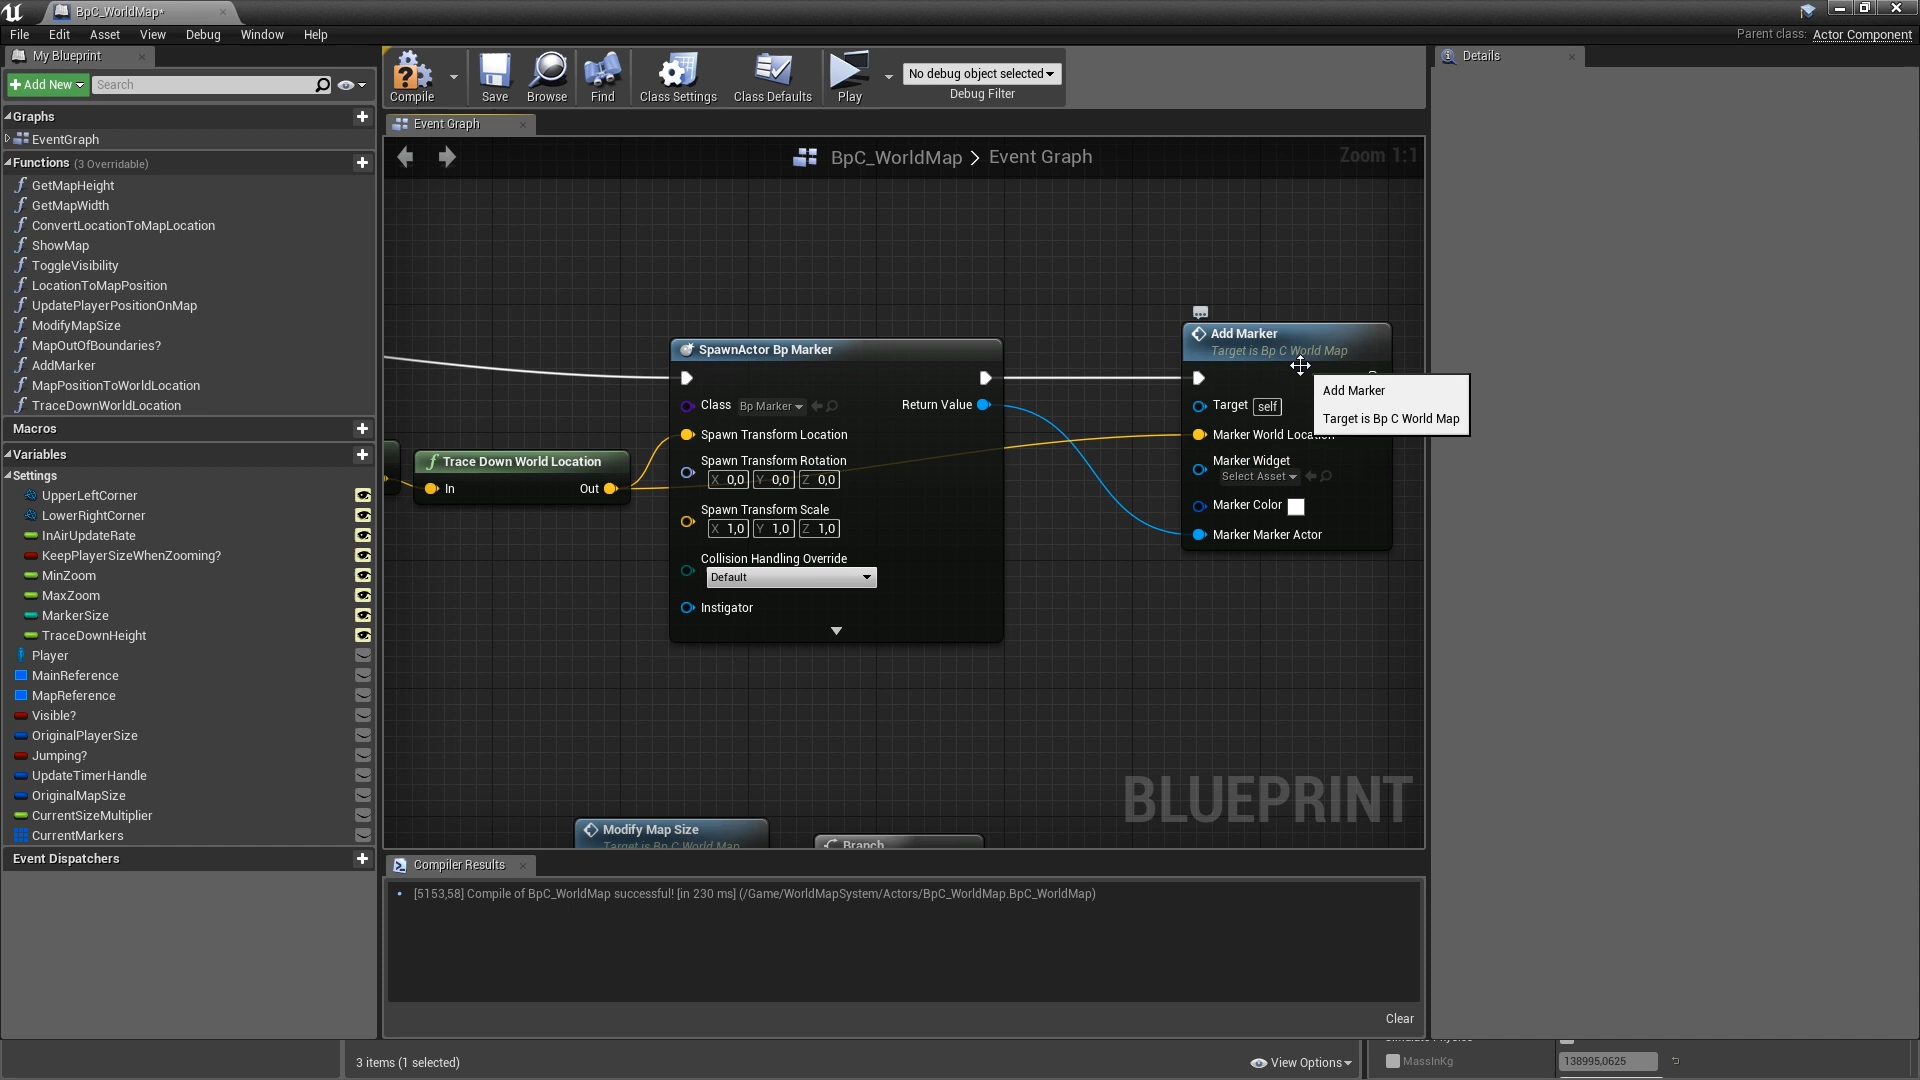 BpC_WorldMap*
File Edit Asset View Debug Window Help
Parent class: Actor Component
My Blueprint
Add New
Search
Graphs
EventGraph
Functions (3 Overridable)
GetMapHeight
GetMapWidth
ConvertLocationToMapLocation
ShowMap
ToggleVisibility
LocationToMapPosition
UpdatePlayerPositionOnMap
ModifyMapSize
MapOutOfBoundaries?
AddMarker
MapPositionToWorldLocation
TraceDownWorldLocation
Macros
Variables
Settings
UpperLeftCorner
LowerRightCorner
InAirUpdateRate
KeepPlayerSizeWhenZooming?
MinZoom
MaxZoom
MarkerSize
TraceDownHeight
Player
MainReference
MapReference
Visible?
OriginalPlayerSize
Jumping?
UpdateTimerHandle
OriginalMapSize
CurrentSizeMultiplier
CurrentMarkers
Event Dispatchers
Compile
Save
Browse
Find
Class Settings
Class Defaults
Play
No debug object selected
Debug Filter
Event Graph
BpC_WorldMap > Event Graph
Zoom 1:1
Trace Down World Location
In Out
SpawnActor Bp Marker
Class Bp Marker
Return Value
Spawn Transform Location
Spawn Transform Rotation
X 0,0 Y 0,0 Z 0,0
Spawn Transform Scale
X 1,0 Y 1,0 Z 1,0
Collision Handling Override
Default
Instigator
Add Marker
Target is Bp C World Map
Target self
Marker World Location
Marker Widget
Select Asset
Marker Color
Marker Marker Actor
Add Marker
Target is Bp C World Map
Modify Map Size
Target is Bp C World Map
Branch
BLUEPRINT
Compiler Results
[5153,58] Compile of BpC_WorldMap successful! [in 230 ms] (/Game/WorldMapSystem/Actors/BpC_WorldMap.BpC_WorldMap)
Clear
Details
3 items (1 selected)
View Options
MassInKg
138995,0625